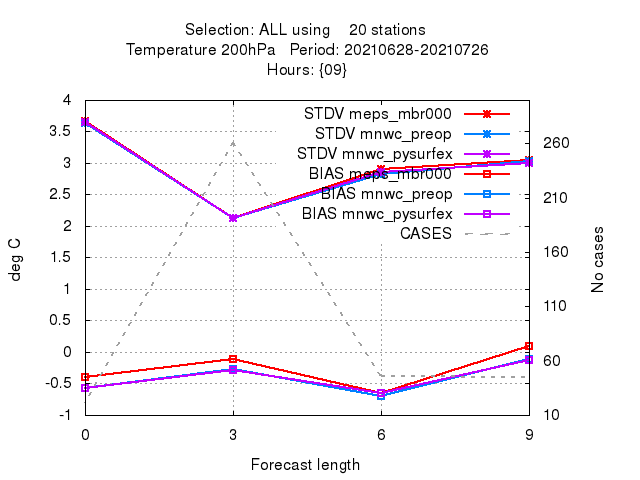 Selection: ALL using    20 stations
Temperature 200hPa   Period: 20210628-20210726
Hours: {09}
STDV meps_mbr000
STDV mnwc_preop
STDV mnwc_pysurfex
BIAS meps_mbr000
BIAS mnwc_preop
BIAS mnwc_pysurfex
CASES
4
3.5
3
2.5
2
1.5
1
0.5
0
-0.5
-1
deg C
260
210
160
110
60
10
No cases
0 3 6 9
Forecast length